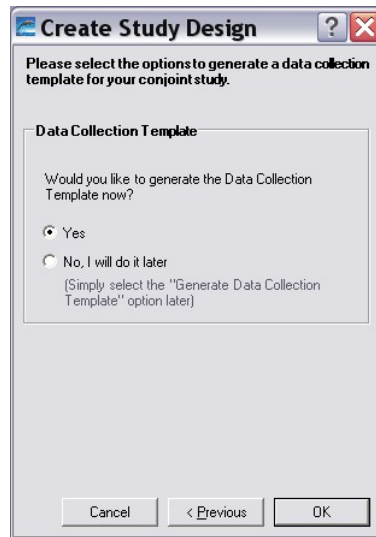 Create Study Design
Please select the options to generate a data collection
template for your conjoint study.
Data Collection Template
Would you like to generate the Data Collection
Template now?
Yes
No, I will do it later
(Simply select the "Generate Data Collection
Template" option later)
Cancel
< Previous
OK